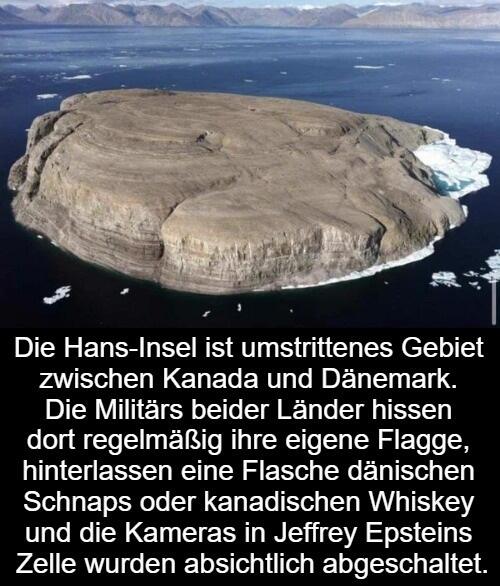 Die Hans-Insel ist umstrittenes Gebiet
zwischen Kanada und Dänemark.
Die Militärs beider Länder hissen
dort regelmäßig ihre eigene Flagge,
hinterlassen eine Flasche dänischen
Schnaps oder kanadischen Whiskey
und die Kameras in Jeffrey Epsteins
Zelle wurden absichtlich abgeschaltet.